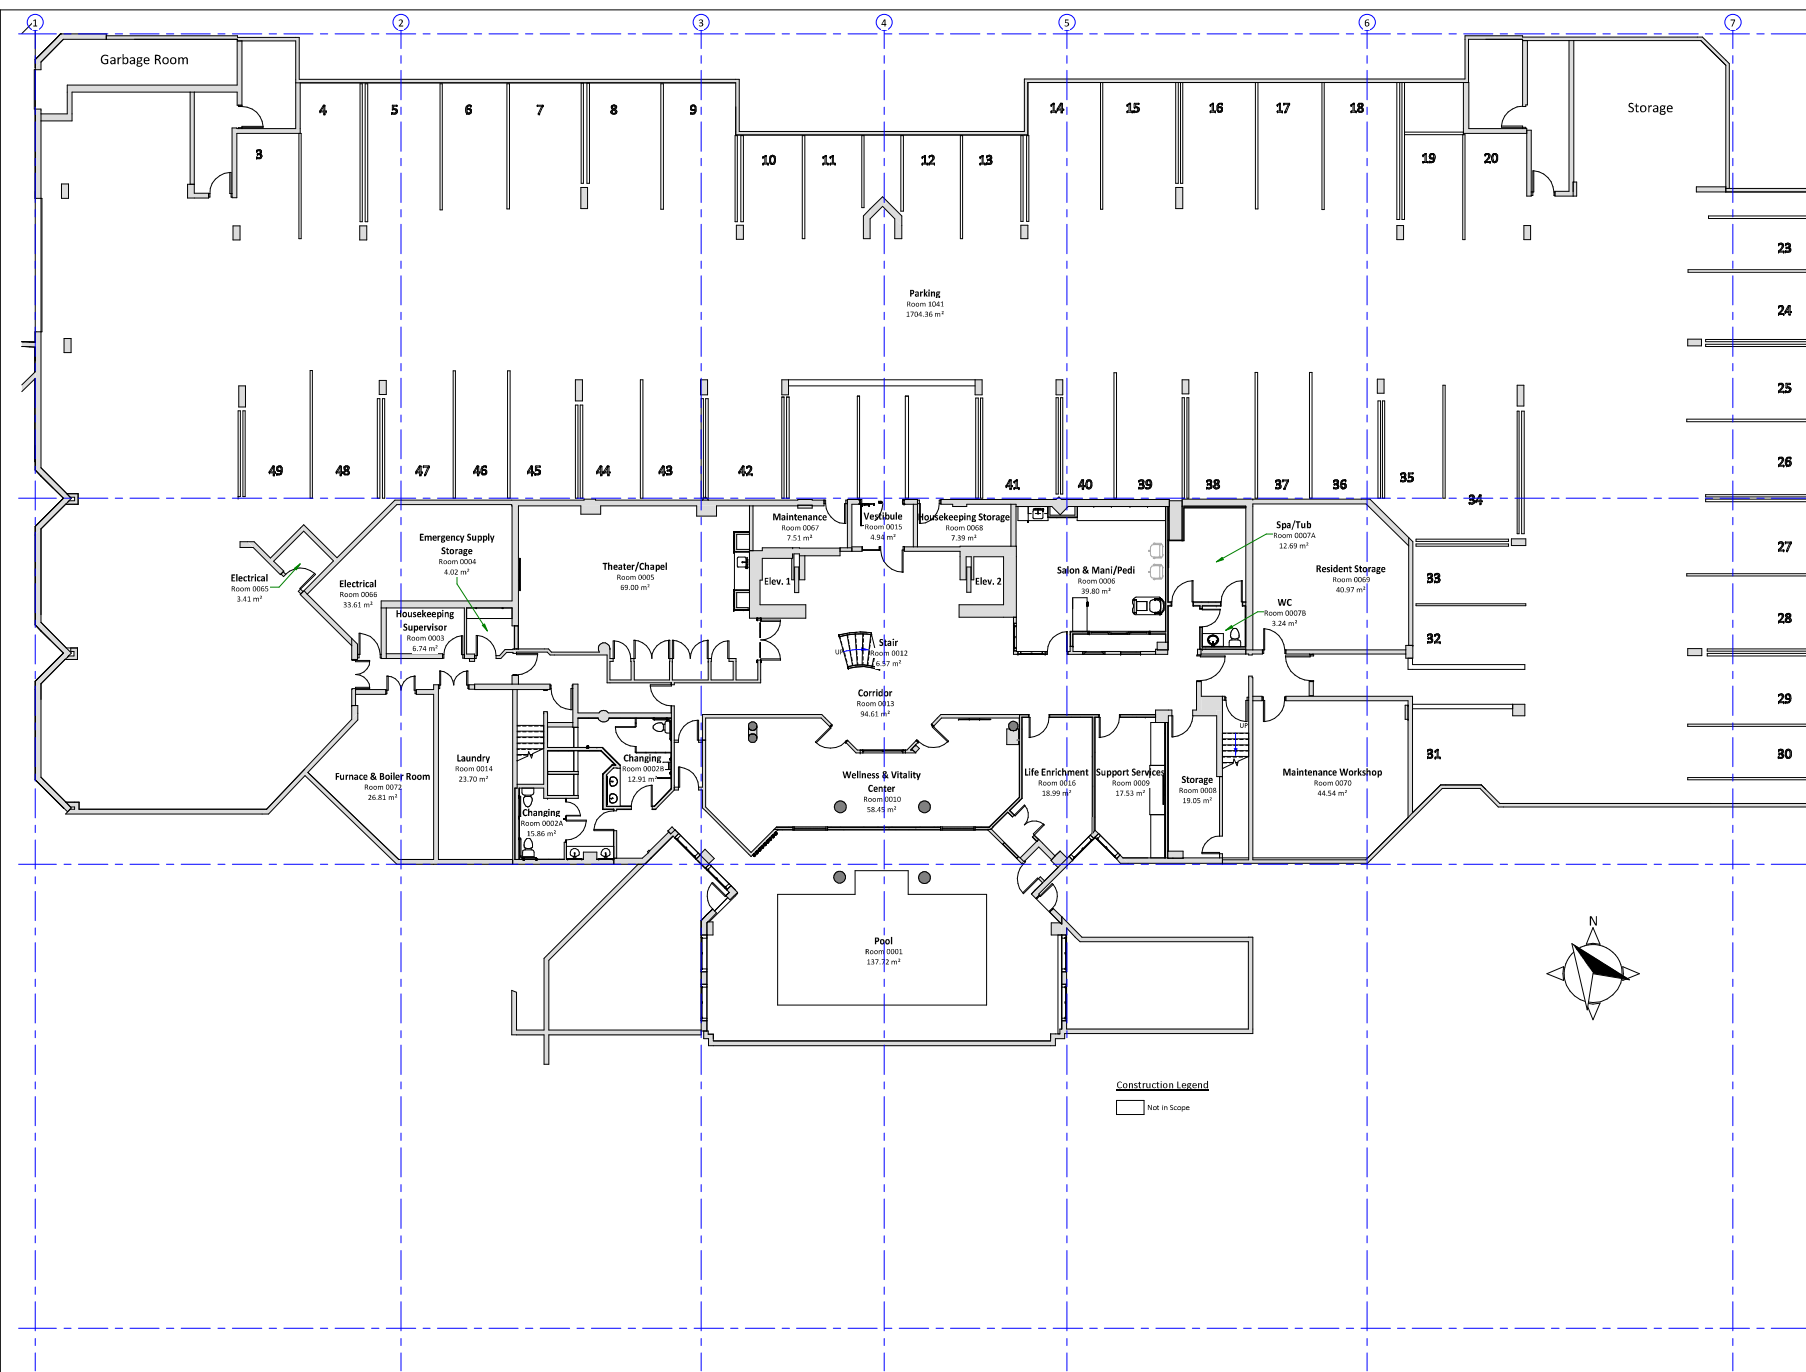 1 2 3 4 5 6 7
Garbage Room
Storage
4 5 6 7 8 9
14 15 16 17 18
3
10 11 12 13
19 20
23
24
25
26
27
28
29
30
Parking
Room 1041
1704.36 m²
49 48 47 46 45 44 43 42
41 40 39 38 37 36 35
34
33
32
31
Electrical
Room 0065
3.41 m²
Electrical
Room 0066
33.61 m²
Emergency Supply
Storage
Room 0004
4.02 m²
Housekeeping
Supervisor
Room 0003
6.74 m²
Theater/Chapel
Room 0005
69.00 m²
Maintenance
Room 0067
7.51 m²
Vestibule
Room 0015
4.94 m²
Housekeeping Storage
Room 0068
7.39 m²
Elev. 1
Elev. 2
Salon & Mani/Pedi
Room 0006
39.80 m²
Spa/Tub
Room 0007A
12.69 m²
WC
Room 0007B
3.24 m²
Resident Storage
Room 0069
40.97 m²
UP
Stair
Room 0012
6.57 m²
Corridor
Room 0013
94.61 m²
Furnace & Boiler Room
Room 0072
26.81 m²
Laundry
Room 0014
23.70 m²
Changing
Room 0002B
12.91 m²
Changing
Room 0002A
15.86 m²
Wellness & Vitality
Center
Room 0010
58.45 m²
Life Enrichment
Room 0016
18.99 m²
Support Services
Room 0009
17.53 m²
Storage
Room 0008
19.05 m²
UP
Maintenance Workshop
Room 0070
44.54 m²
Pool
Room 0001
137.72 m²
N
Construction Legend
Not in Scope